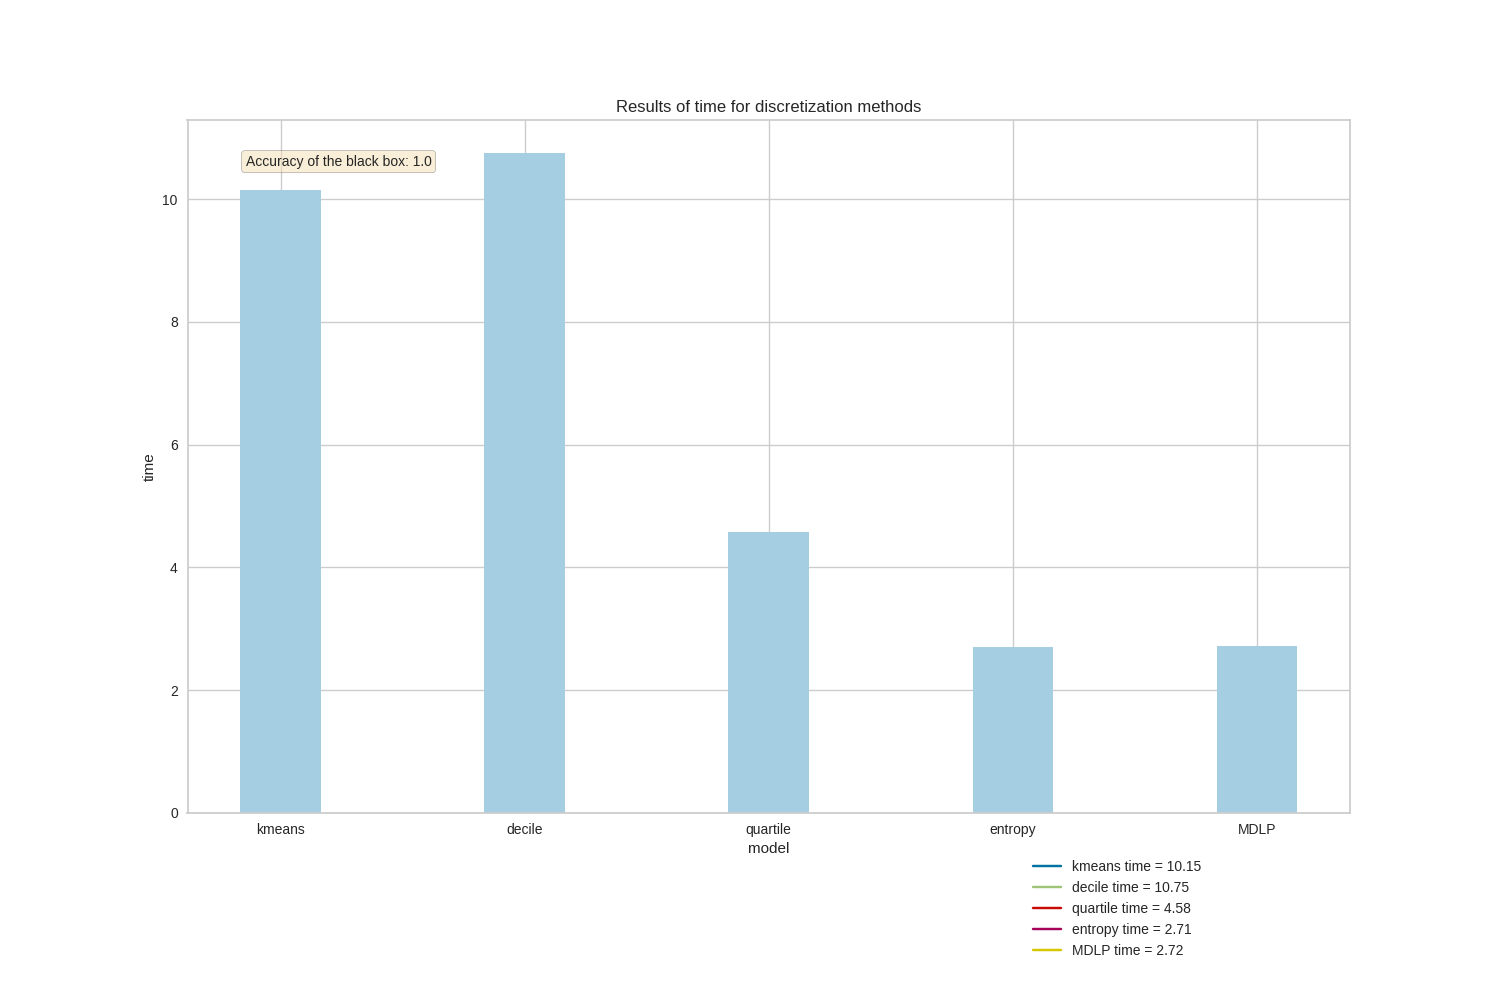 Results of time for discretization methods
Accuracy of the black box: 1.0
10
8
6
4
2
0
time
kmeans
decile
quartile
entropy
MDLP
model
kmeans time = 10.15
decile time = 10.75
quartile time = 4.58
entropy time = 2.71
MDLP time = 2.72